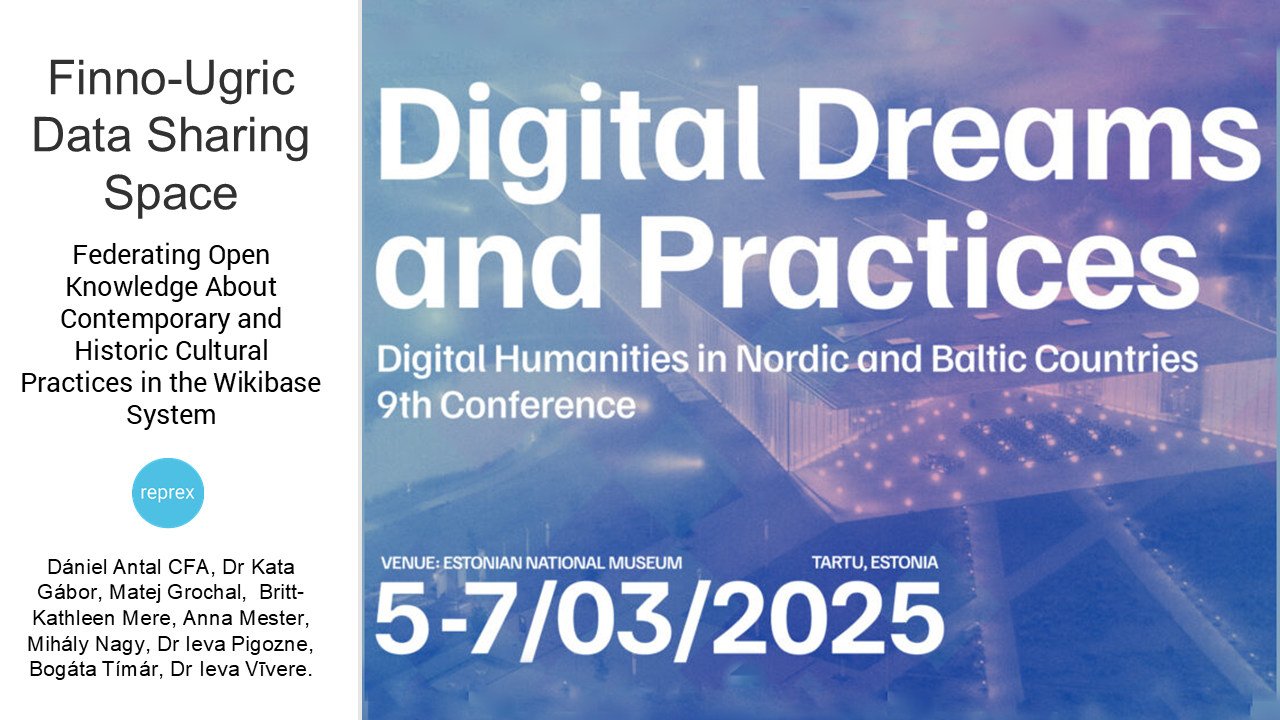 Finno-Ugric
Data Sharing
Space
Federating Open
Knowledge About
Contemporary and
Historic Cultural
Practices in the Wikibase
System
reprex
Dániel Antal CFA, Dr Kata
Gábor, Matej Grochal,  Britt-
Kathleen Mere, Anna Mester,
Mihály Nagy, Dr Ieva Pigozne,
Bogáta Tímár, Dr Ieva Vīvere.
Digital Dreams
and Practices
Digital Humanities in Nordic and Baltic Countries
9th Conference
VENUE: ESTONIAN NATIONAL MUSEUM
TARTU, ESTONIA
5-7/03/2025